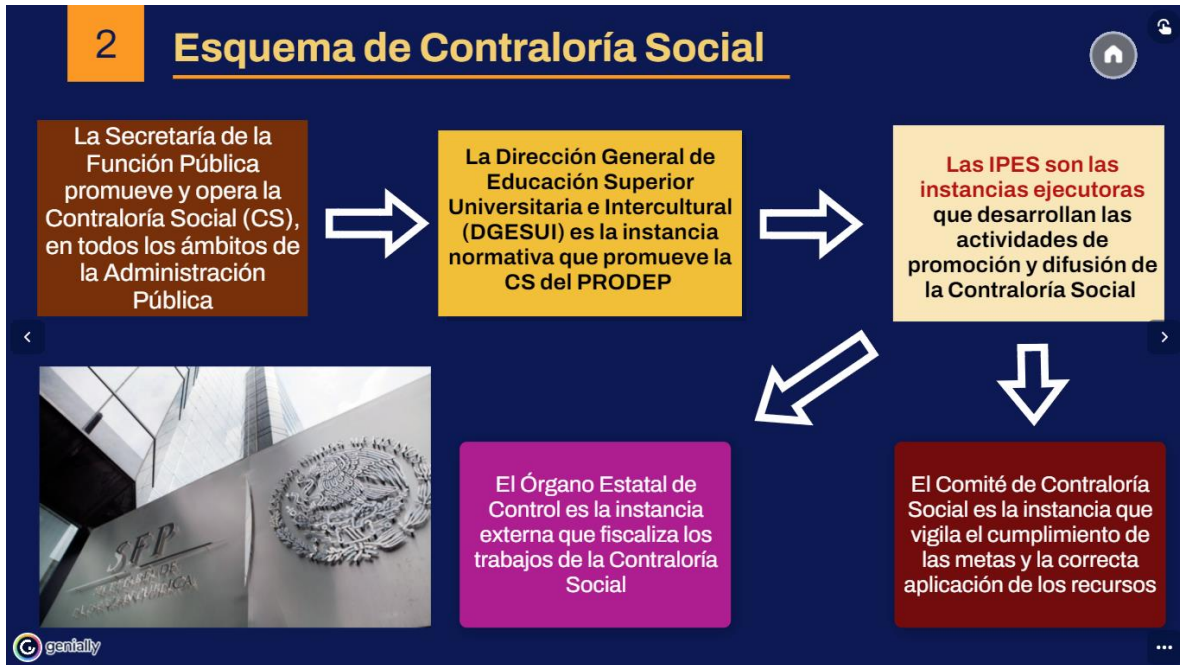 2
Esquema de Contraloría Social
La Secretaría de la
Función Pública
promueve y opera la
Contraloría Social (CS),
en todos los ámbitos de
la Administración
Pública
La Dirección General de
Educación Superior
Universitaria e Intercultural
(DGESUI) es la instancia
normativa que promueve la
CS del PRODEP
Las IPES son las
instancias ejecutoras
que desarrollan las
actividades de
promoción y difusión de
la Contraloría Social
SFP
El Órgano Estatal de
Control es la instancia
externa que fiscaliza los
trabajos de la Contraloría
Social
El Comité de Contraloría
Social es la instancia que
vigila el cumplimiento de
las metas y la correcta
aplicación de los recursos
genially